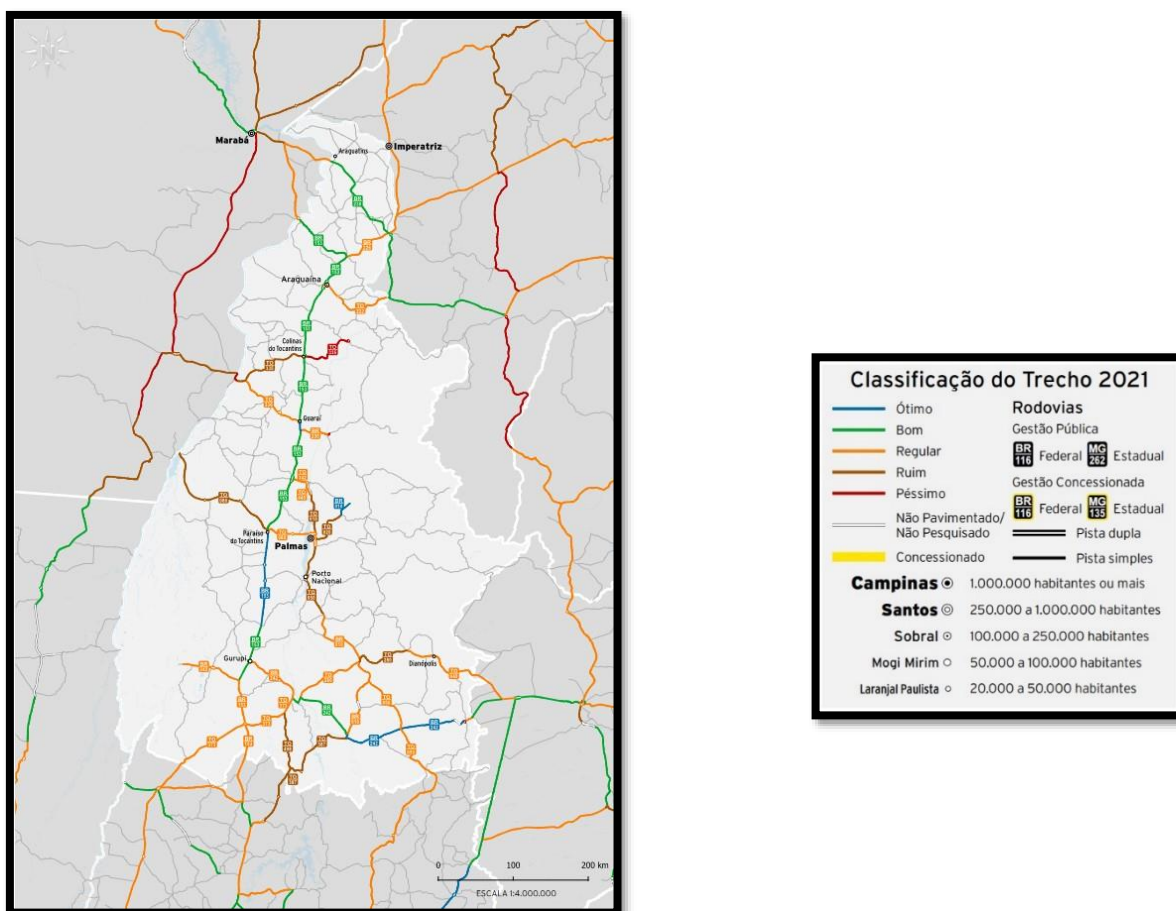 Marabá
Araguatins
Imperatriz
Araguaína
Colinas
do Tocantins
Guaraí
Paraíso
do Tocantins
Palmas
Porto
Nacional
Gurupi
Dianópolis
0 100 200 km
ESCALA 1:4.000.000
Classificação do Trecho 2021
Ótimo
Bom
Regular
Ruim
Péssimo
Não Pavimentado/
Não Pesquisado
Concessionado
Rodovias
Gestão Pública
BR 116 Federal MG 262 Estadual
Gestão Concessionada
BR 116 Federal MG 135 Estadual
Pista dupla
Pista simples
Campinas 1.000.000 habitantes ou mais
Santos 250.000 a 1.000.000 habitantes
Sobral 100.000 a 250.000 habitantes
Mogi Mirim 50.000 a 100.000 habitantes
Laranjal Paulista 20.000 a 50.000 habitantes